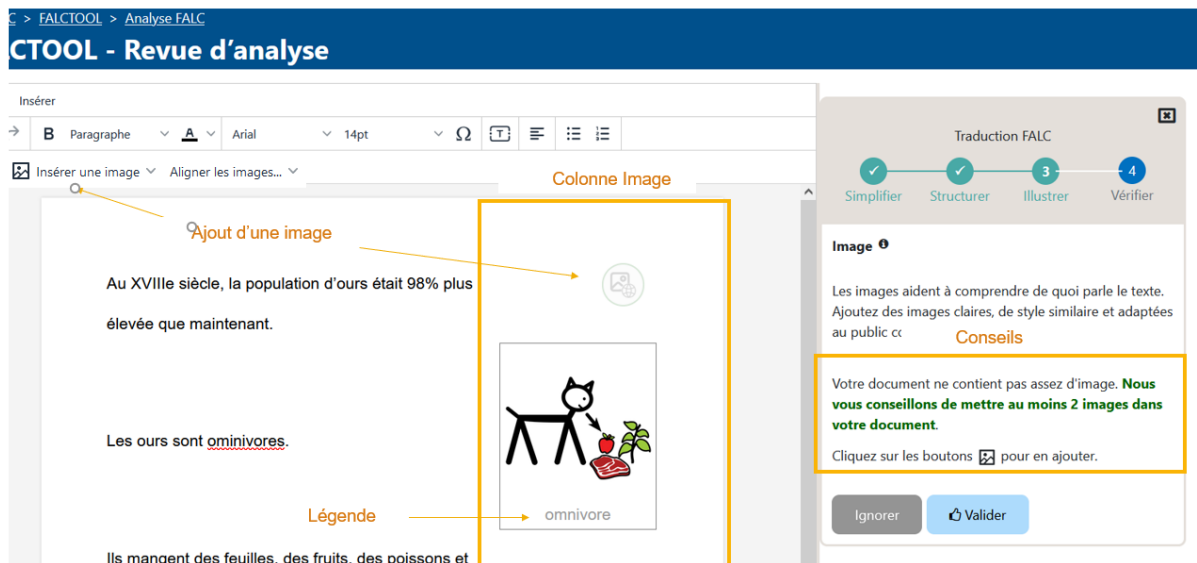 C > FALCTOOL > Analyse FALC
CTOOL - Revue d’analyse
Insérer
B Paragraphe A Arial 14pt Ω T
Insérer une image Aligner les images...
Colonne Image
Ajout d’une image
Au XVIIIe siècle, la population d’ours était 98% plus
élevée que maintenant.
Les ours sont ominivores.
omnivore
Légende
Ils mangent des feuilles, des fruits, des poissons et
Traduction FALC
3 4
Simplifier Structurer Illustrer Vérifier
Image
Les images aident à comprendre de quoi parle le texte.
Ajoutez des images claires, de style similaire et adaptées
au public
Conseils
Votre document ne contient pas assez d'image. Nous
vous conseillons de mettre au moins 2 images dans
votre document.
Cliquez sur les boutons pour en ajouter.
Ignorer Valider